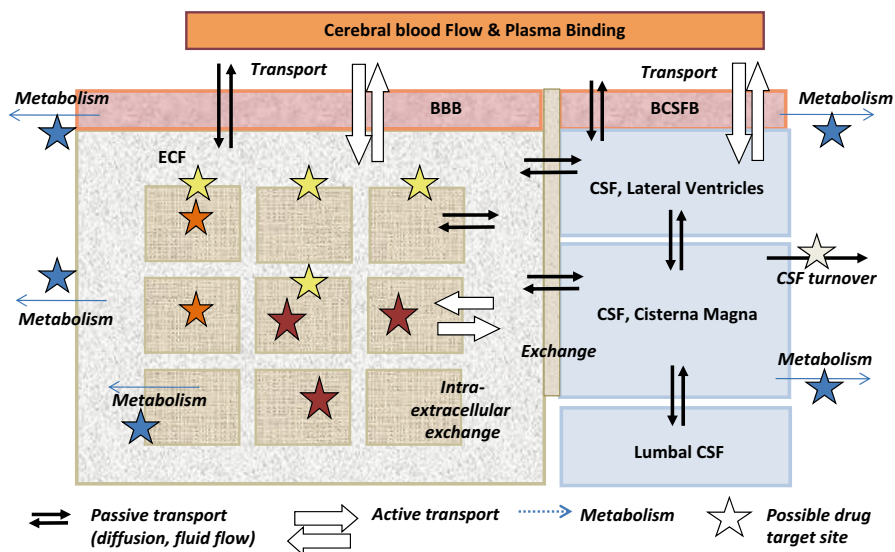 Cerebral blood Flow & Plasma Binding
Transport
Transport
Metabolism
BBB
BCSFB
Metabolism
ECF
CSF, Lateral Ventricles
CSF turnover
Metabolism
CSF, Cisterna Magna
Exchange
Metabolism
Metabolism
Intra-
extracellular
exchange
Lumbal CSF
Passive transport
(diffusion, fluid flow)
Active transport
Metabolism
Possible drug
target site